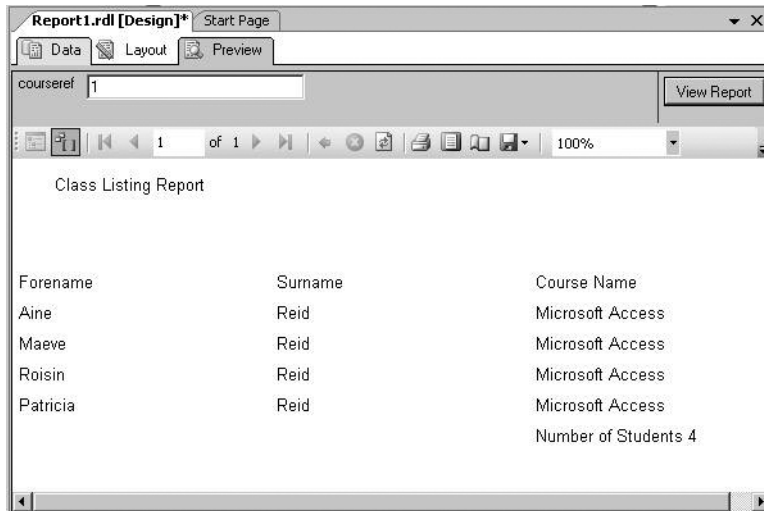 Report1.rdl [Design]* Start Page
Data Layout Preview
courseref 1 View Report
1 of 1 100%
Class Listing Report
Forename Surname Course Name
Aine Reid Microsoft Access
Maeve Reid Microsoft Access
Roisin Reid Microsoft Access
Patricia Reid Microsoft Access
Number of Students 4